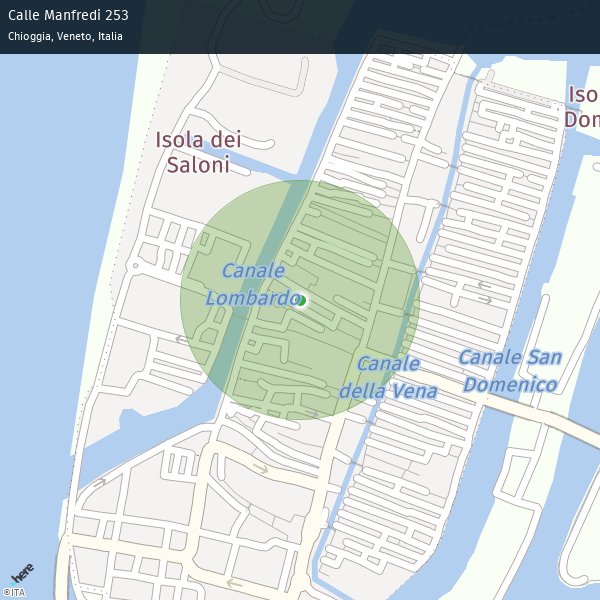 Calle Manfredi 253
Chioggia, Veneto, Italia
Isola dei
Saloni
Iso
Don
Canale
Lombardo
Canale
della Vena
Canale San
Domenico
here
©ITA